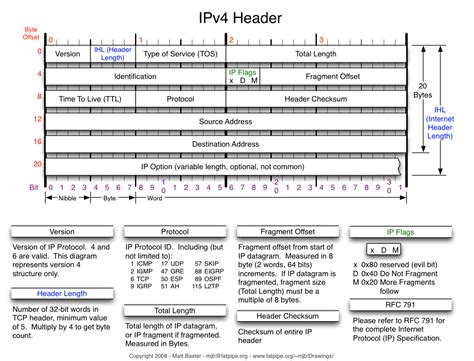 IPv4 Header
Byte
Offset
0 1 2 3
0 Version IHL (Header Length) Type of Service (TOS) Total Length
4 Identification IP Flags x D M Fragment Offset
8 Time To Live (TTL) Protocol Header Checksum
12 Source Address
16 Destination Address
20 IP Option (variable length, optional, not common)
20
Bytes
IHL
(Internet
Header
Length)
Bit 0 1 2 3 4 5 6 7 8 9 10 1 2 3 4 5 6 7 8 9 20 1 2 3 4 5 6 7 8 9 30 1
Nibble Byte Word
Version
Version of IP Protocol. 4 and
6 are valid. This diagram
represents version 4
structure only.
Header Length
Number of 32-bit words in
TCP header, minimum value
of 5. Multiply by 4 to get byte
count.
Protocol
IP Protocol ID. Including (but
not limited to):
1 ICMP 17 UDP 57 SKIP
2 IGMP 47 GRE 88 EIGRP
6 TCP 50 ESP 89 OSPF
9 IGRP 51 AH 115 L2TP
Total Length
Total length of IP datagram,
or IP fragment if fragmented.
Measured in Bytes.
Fragment Offset
Fragment offset from start of
IP datagram. Measured in 8
byte (2 words, 64 bits)
increments. If IP datagram is
fragmented, fragment size
(Total Length) must be a
multiple of 8 bytes.
Header Checksum
Checksum of entire IP
header
IP Flags
x D M
x 0x80 reserved (evil bit)
D 0x40 Do Not Fragment
M 0x20 More Fragments
follow
RFC 791
Please refer to RFC 791 for
the complete Internet
Protocol (IP) Specification.
Copyright 2008 - Matt Baxter - mjb@fatpipe.org - www.fatpipe.org/~mjb/Drawings/